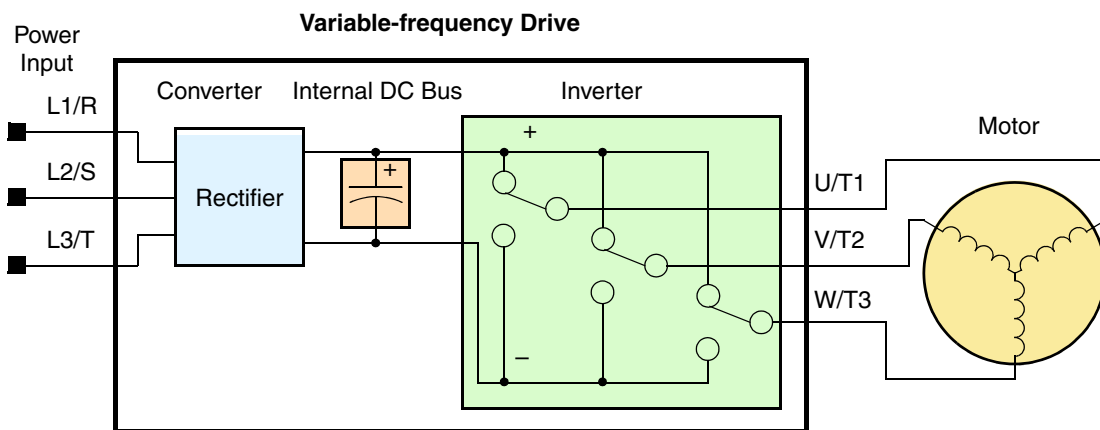 Variable-frequency Drive
Power
Input
Converter
Internal DC Bus
Inverter
L1/R
L2/S
L3/T
Rectifier
+
+
–
U/T1
V/T2
W/T3
Motor